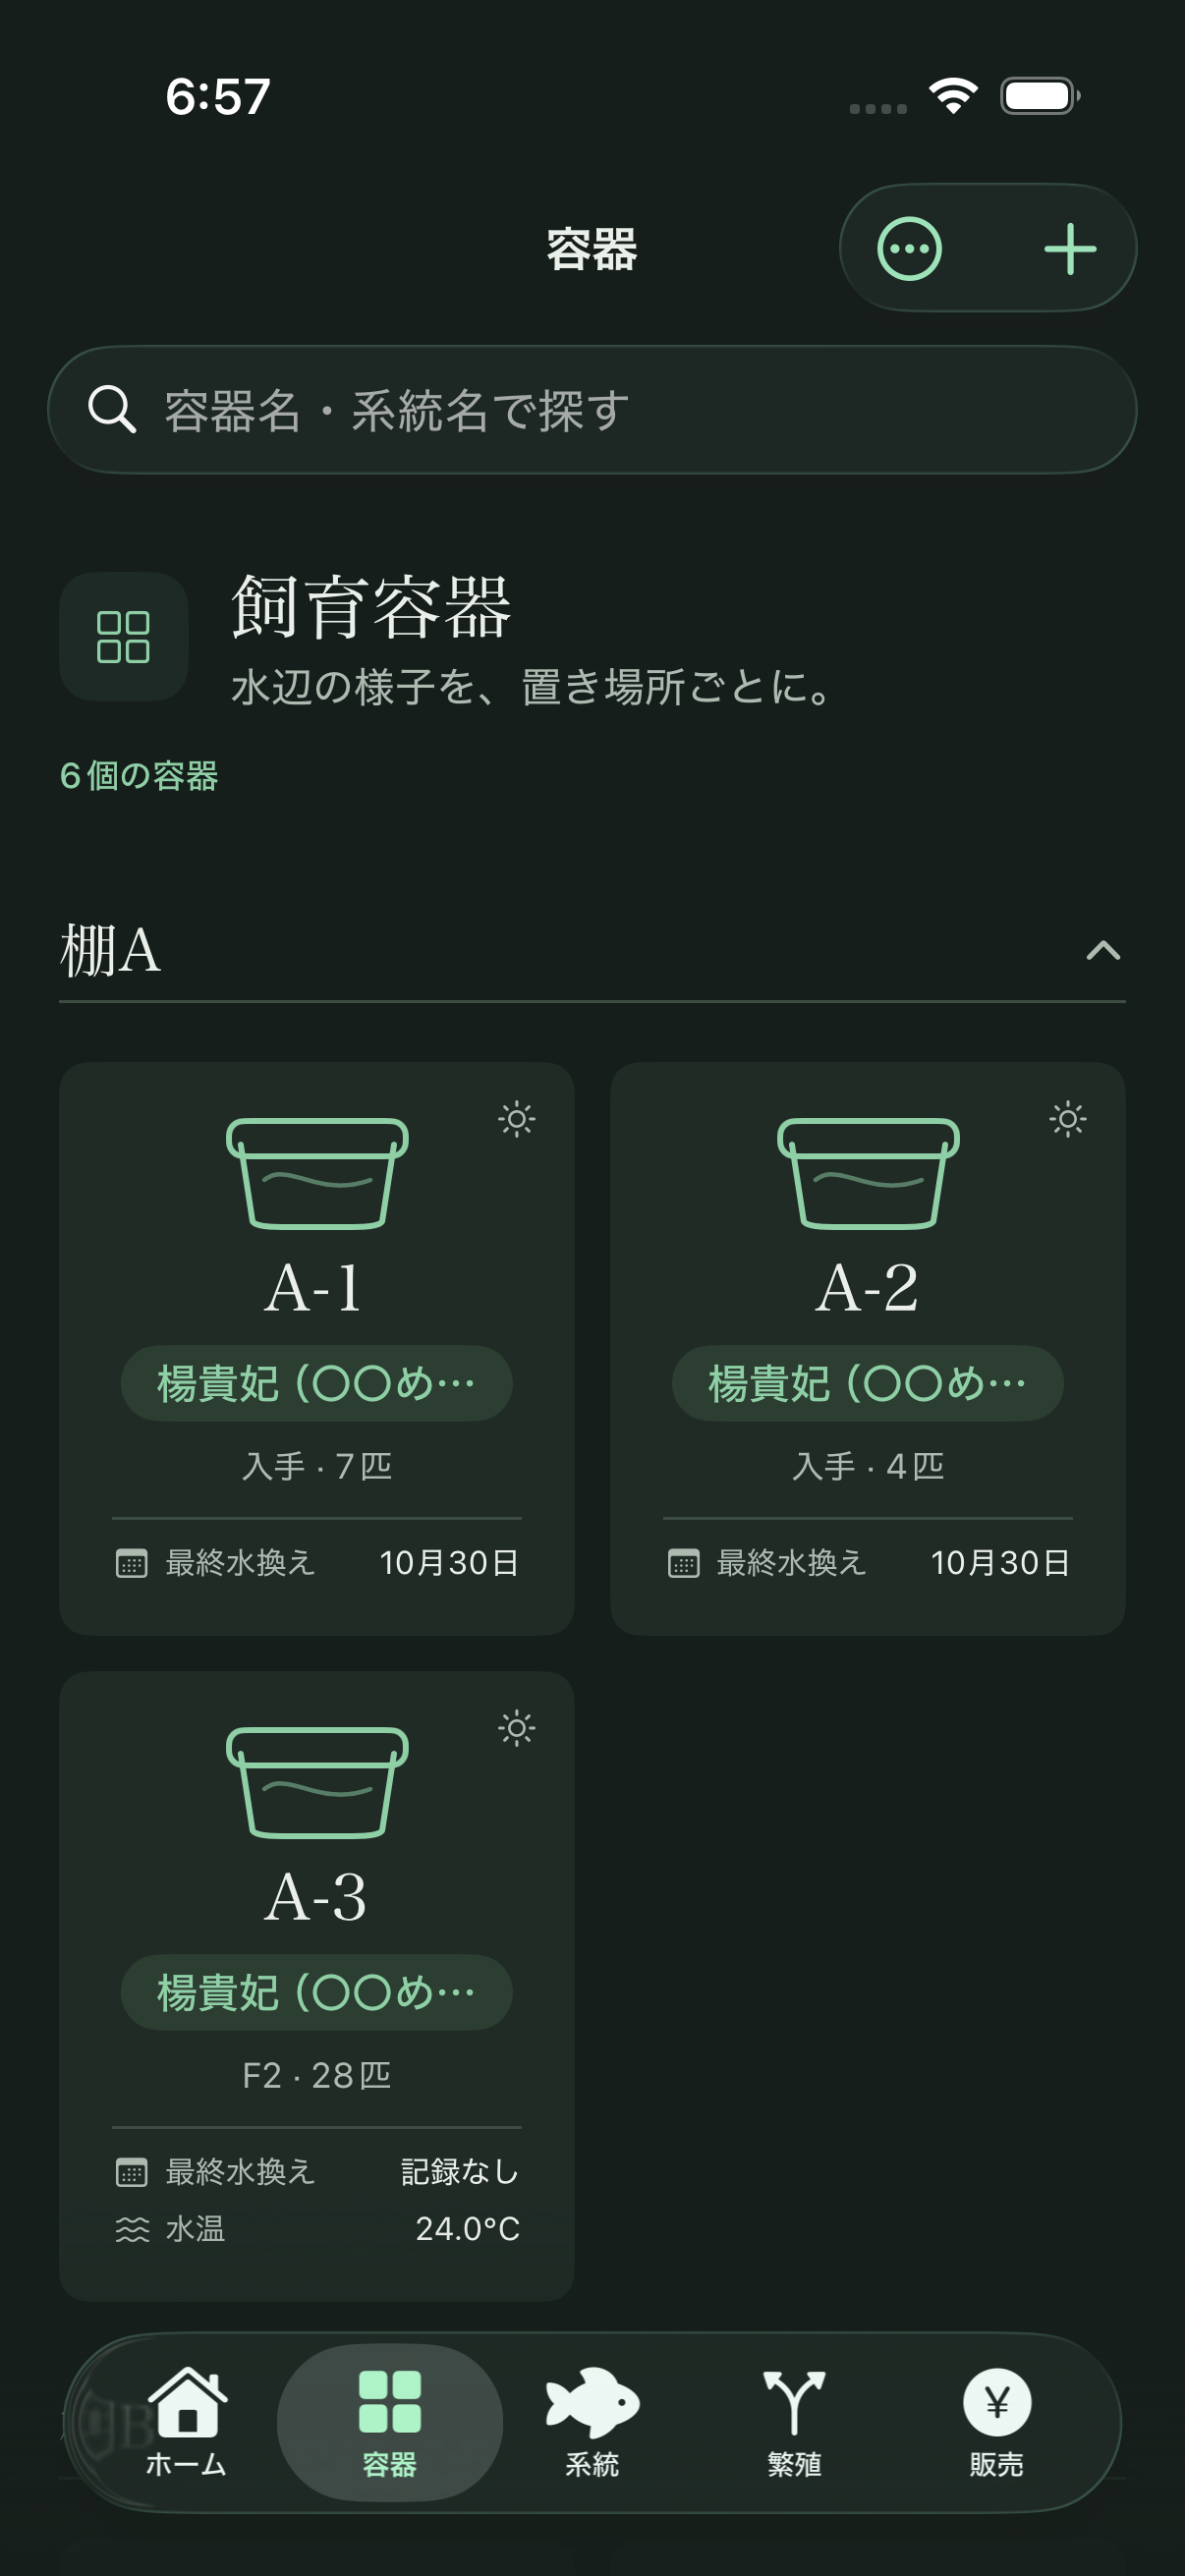 6:57
容器
容器名・系統名で探す
飼育容器
水辺の様子を、置き場所ごとに。
6個の容器
棚A
A-1
楊貴妃（〇〇め…
入手 · 7匹
最終水換え 10月30日
A-2
楊貴妃（〇〇め…
入手 · 4匹
最終水換え 10月30日
A-3
楊貴妃（〇〇め…
F2 · 28匹
最終水換え 記録なし
水温 24.0°C
ホーム 容器 系統 繁殖 販売